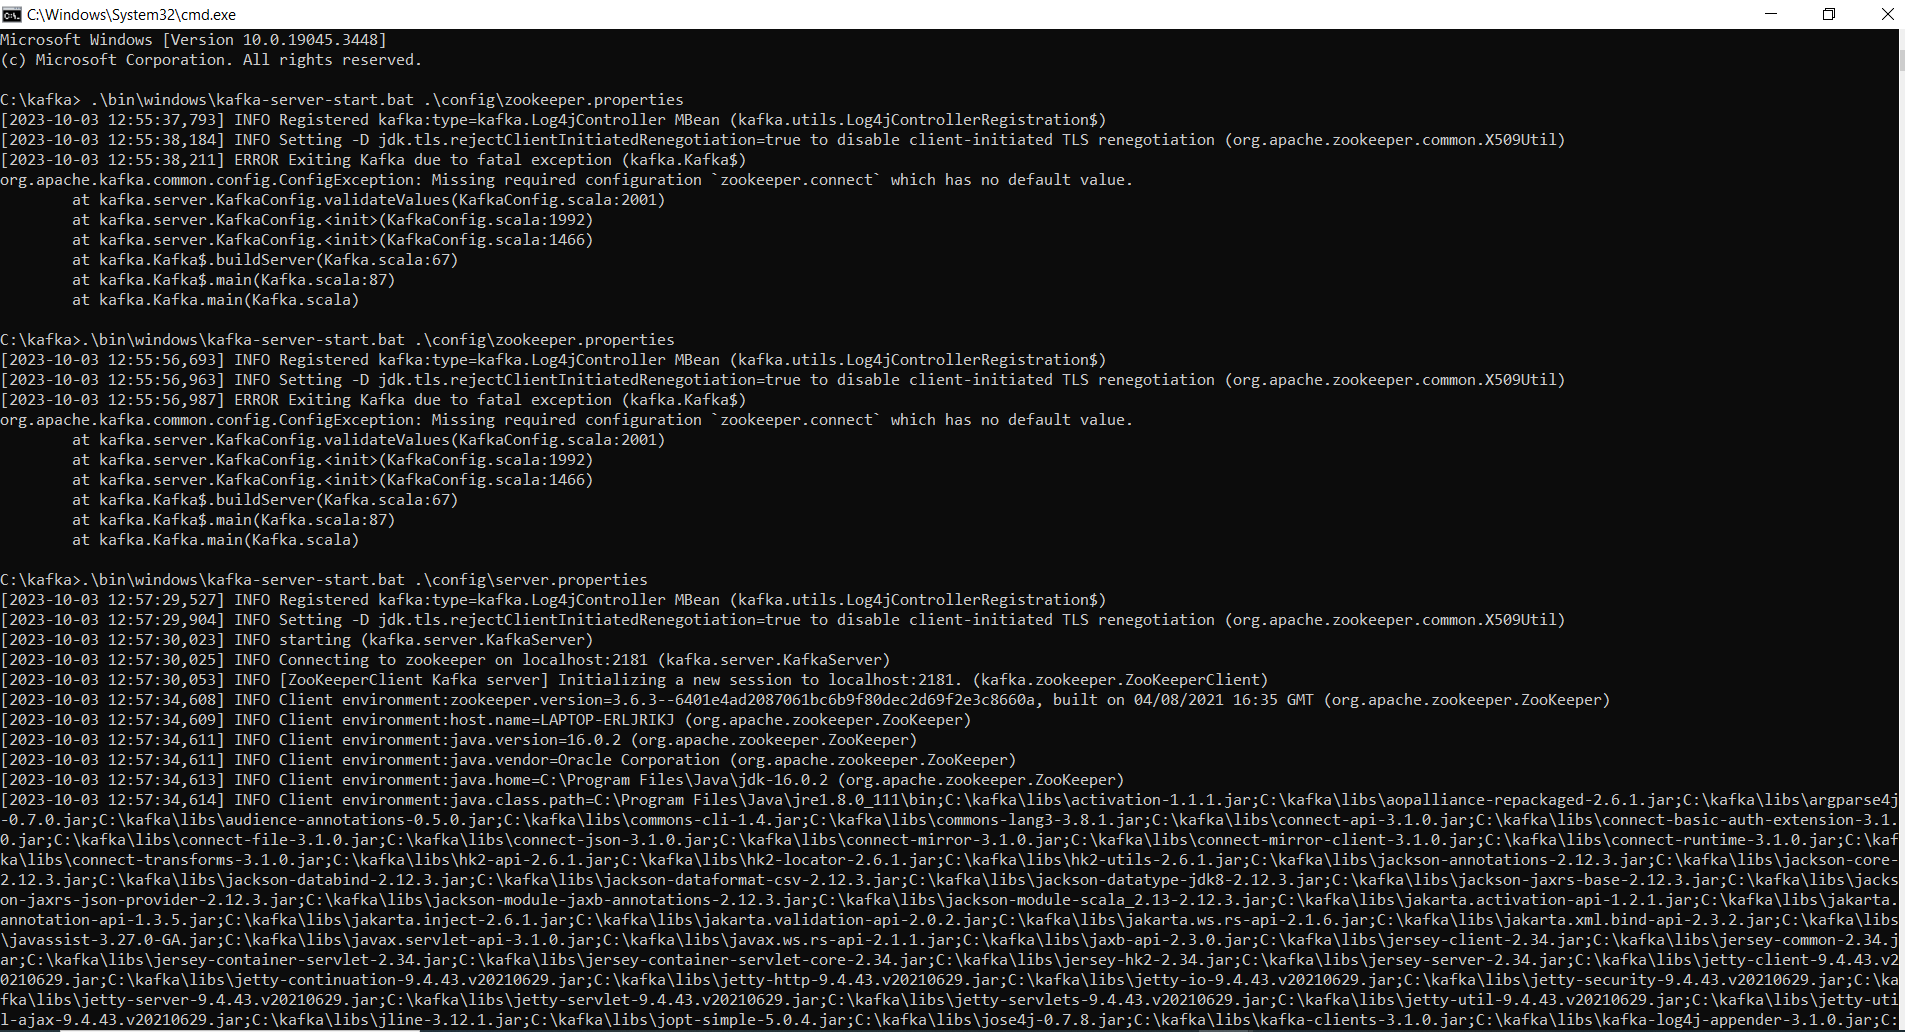 C:\Windows\System32\cmd.exe
Microsoft Windows [Version 10.0.19045.3448]
(c) Microsoft Corporation. All rights reserved.
C:\kafka> .\bin\windows\kafka-server-start.bat .\config\zookeeper.properties
[2023-10-03 12:55:37,793] INFO Registered kafka:type=kafka.Log4jController MBean (kafka.utils.Log4jControllerRegistration$)
[2023-10-03 12:55:38,184] INFO Setting -D jdk.tls.rejectClientInitiatedRenegotiation=true to disable client-initiated TLS renegotiation (org.apache.zookeeper.common.X509Util)
[2023-10-03 12:55:38,211] ERROR Exiting Kafka due to fatal exception (kafka.Kafka$)
org.apache.kafka.common.config.ConfigException: Missing required configuration `zookeeper.connect` which has no default value.
at kafka.server.KafkaConfig.validateValues(KafkaConfig.scala:2001)
at kafka.server.KafkaConfig.<init>(KafkaConfig.scala:1992)
at kafka.server.KafkaConfig.<init>(KafkaConfig.scala:1466)
at kafka.Kafka$.buildServer(Kafka.scala:67)
at kafka.Kafka$.main(Kafka.scala:87)
at kafka.Kafka.main(Kafka.scala)
C:\kafka>.\bin\windows\kafka-server-start.bat .\config\zookeeper.properties
[2023-10-03 12:55:56,693] INFO Registered kafka:type=kafka.Log4jController MBean (kafka.utils.Log4jControllerRegistration$)
[2023-10-03 12:55:56,963] INFO Setting -D jdk.tls.rejectClientInitiatedRenegotiation=true to disable client-initiated TLS renegotiation (org.apache.zookeeper.common.X509Util)
[2023-10-03 12:55:56,987] ERROR Exiting Kafka due to fatal exception (kafka.Kafka$)
org.apache.kafka.common.config.ConfigException: Missing required configuration `zookeeper.connect` which has no default value.
at kafka.server.KafkaConfig.validateValues(KafkaConfig.scala:2001)
at kafka.server.KafkaConfig.<init>(KafkaConfig.scala:1992)
at kafka.server.KafkaConfig.<init>(KafkaConfig.scala:1466)
at kafka.Kafka$.buildServer(Kafka.scala:67)
at kafka.Kafka$.main(Kafka.scala:87)
at kafka.Kafka.main(Kafka.scala)
C:\kafka>.\bin\windows\kafka-server-start.bat .\config\server.properties
[2023-10-03 12:57:29,527] INFO Registered kafka:type=kafka.Log4jController MBean (kafka.utils.Log4jControllerRegistration$)
[2023-10-03 12:57:29,904] INFO Setting -D jdk.tls.rejectClientInitiatedRenegotiation=true to disable client-initiated TLS renegotiation (org.apache.zookeeper.common.X509Util)
[2023-10-03 12:57:30,023] INFO starting (kafka.server.KafkaServer)
[2023-10-03 12:57:30,025] INFO Connecting to zookeeper on localhost:2181 (kafka.server.KafkaServer)
[2023-10-03 12:57:30,053] INFO [ZooKeeperClient Kafka server] Initializing a new session to localhost:2181. (kafka.zookeeper.ZooKeeperClient)
[2023-10-03 12:57:34,608] INFO Client environment:zookeeper.version=3.6.3--6401e4ad2087061bc6b9f80dec2d69f2e3c8660a, built on 04/08/2021 16:35 GMT (org.apache.zookeeper.ZooKeeper)
[2023-10-03 12:57:34,609] INFO Client environment:host.name=LAPTOP-ERLJRIKJ (org.apache.zookeeper.ZooKeeper)
[2023-10-03 12:57:34,611] INFO Client environment:java.version=16.0.2 (org.apache.zookeeper.ZooKeeper)
[2023-10-03 12:57:34,611] INFO Client environment:java.vendor=Oracle Corporation (org.apache.zookeeper.ZooKeeper)
[2023-10-03 12:57:34,613] INFO Client environment:java.home=C:\Program Files\Java\jdk-16.0.2 (org.apache.zookeeper.ZooKeeper)
[2023-10-03 12:57:34,614] INFO Client environment:java.class.path=C:\Program Files\Java\jre1.8.0_111\bin;C:\kafka\libs\activation-1.1.1.jar;C:\kafka\libs\aopalliance-repackaged-2.6.1.jar;C:\kafka\libs\argparse4j
-0.7.0.jar;C:\kafka\libs\audience-annotations-0.5.0.jar;C:\kafka\libs\commons-cli-1.4.jar;C:\kafka\libs\commons-lang3-3.8.1.jar;C:\kafka\libs\connect-api-3.1.0.jar;C:\kafka\libs\connect-basic-auth-extension-3.1.
0.jar;C:\kafka\libs\connect-file-3.1.0.jar;C:\kafka\libs\connect-json-3.1.0.jar;C:\kafka\libs\connect-mirror-3.1.0.jar;C:\kafka\libs\connect-mirror-client-3.1.0.jar;C:\kafka\libs\connect-runtime-3.1.0.jar;C:\kaf
ka\libs\connect-transforms-3.1.0.jar;C:\kafka\libs\hk2-api-2.6.1.jar;C:\kafka\libs\hk2-locator-2.6.1.jar;C:\kafka\libs\hk2-utils-2.6.1.jar;C:\kafka\libs\jackson-annotations-2.12.3.jar;C:\kafka\libs\jackson-core-
2.12.3.jar;C:\kafka\libs\jackson-databind-2.12.3.jar;C:\kafka\libs\jackson-dataformat-csv-2.12.3.jar;C:\kafka\libs\jackson-datatype-jdk8-2.12.3.jar;C:\kafka\libs\jackson-jaxrs-base-2.12.3.jar;C:\kafka\libs\jacks
on-jaxrs-json-provider-2.12.3.jar;C:\kafka\libs\jackson-module-jaxb-annotations-2.12.3.jar;C:\kafka\libs\jackson-module-scala_2.13-2.12.3.jar;C:\kafka\libs\jakarta.activation-api-1.2.1.jar;C:\kafka\libs\jakarta.
annotation-api-1.3.5.jar;C:\kafka\libs\jakarta.inject-2.6.1.jar;C:\kafka\libs\jakarta.validation-api-2.0.2.jar;C:\kafka\libs\jakarta.ws.rs-api-2.1.6.jar;C:\kafka\libs\jakarta.xml.bind-api-2.3.2.jar;C:\kafka\libs
\javassist-3.27.0-GA.jar;C:\kafka\libs\javax.servlet-api-3.1.0.jar;C:\kafka\libs\javax.ws.rs-api-2.1.1.jar;C:\kafka\libs\jaxb-api-2.3.0.jar;C:\kafka\libs\jersey-client-2.34.jar;C:\kafka\libs\jersey-common-2.34.j
ar;C:\kafka\libs\jersey-container-servlet-2.34.jar;C:\kafka\libs\jersey-container-servlet-core-2.34.jar;C:\kafka\libs\jersey-hk2-2.34.jar;C:\kafka\libs\jersey-server-2.34.jar;C:\kafka\libs\jetty-client-9.4.43.v2
0210629.jar;C:\kafka\libs\jetty-continuation-9.4.43.v20210629.jar;C:\kafka\libs\jetty-http-9.4.43.v20210629.jar;C:\kafka\libs\jetty-io-9.4.43.v20210629.jar;C:\kafka\libs\jetty-security-9.4.43.v20210629.jar;C:\ka
fka\libs\jetty-server-9.4.43.v20210629.jar;C:\kafka\libs\jetty-servlet-9.4.43.v20210629.jar;C:\kafka\libs\jetty-servlets-9.4.43.v20210629.jar;C:\kafka\libs\jetty-util-9.4.43.v20210629.jar;C:\kafka\libs\jetty-uti
l-ajax-9.4.43.v20210629.jar;C:\kafka\libs\jline-3.12.1.jar;C:\kafka\libs\jopt-simple-5.0.4.jar;C:\kafka\libs\jose4j-0.7.8.jar;C:\kafka\libs\kafka-clients-3.1.0.jar;C:\kafka\libs\kafka-log4j-appender-3.1.0.jar;C: